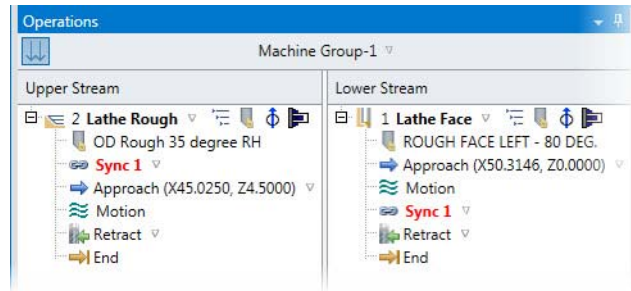 Operations
Machine Group-1
Upper Stream
2 Lathe Rough
OD Rough 35 degree RH
Sync 1
Approach (X45.0250, Z4.5000)
Motion
Retract
End
Lower Stream
1 Lathe Face
ROUGH FACE LEFT - 80 DEG.
Approach (X50.3146, Z0.0000)
Motion
Sync 1
Retract
End